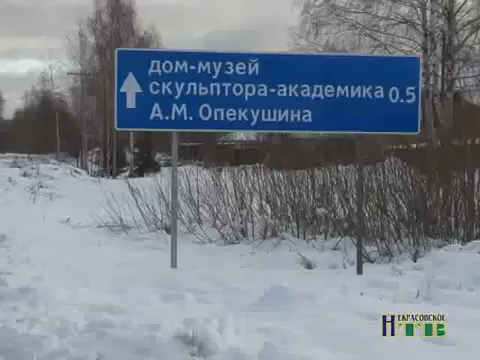 дом-музей
скульптора-академика 0.5
А.М. Опекушина
НЕКРАСОВСКОЕ
ТВ